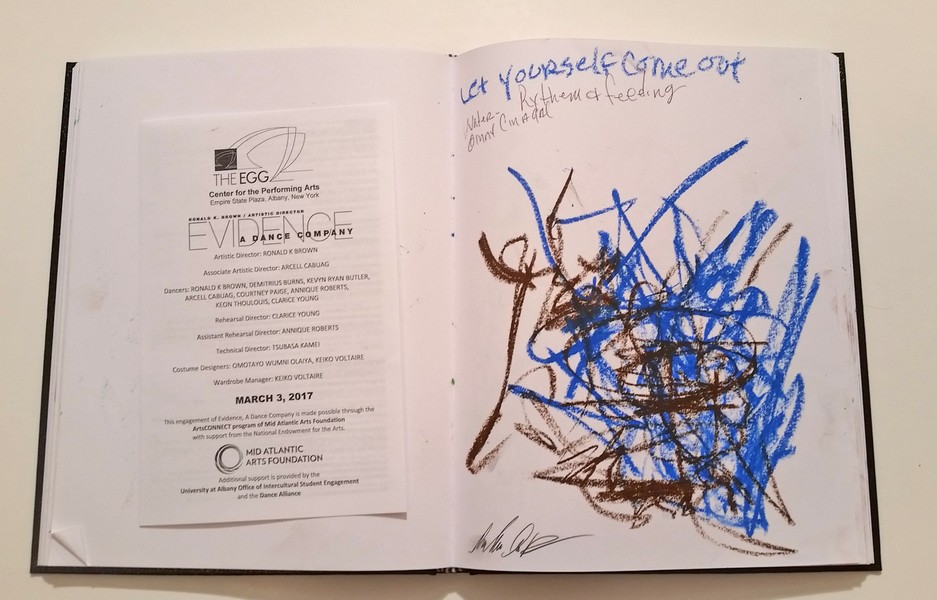 THE EGG
Center for the Performing Arts
Empire State Plaza, Albany, New York
RONALD K. BROWN / ARTISTIC DIRECTOR
EVIDENCE
A DANCE COMPANY
Artistic Director: RONALD K BROWN
Associate Artistic Director: ARCELL CABUAG
Dancers: RONALD K BROWN, DEMETRIUS BURNS, KEVYN RYAN BUTLER,
ARCELL CABUAG, COURTNEY PAIGE, ANNIQUE ROBERTS,
KEON THOULOUIS, CLARICE YOUNG
Rehearsal Director: CLARICE YOUNG
Assistant Rehearsal Director: ANNIQUE ROBERTS
Technical Director: TSUBASA KAMEI
Costume Designers: OMOTAYO WUMNI OLAIYA, KEIKO VOLTAIRE
Wardrobe Manager: KEIKO VOLTAIRE
MARCH 3, 2017
This engagement of Evidence, A Dance Company is made possible through the
ArtsCONNECT program of Mid Atlantic Arts Foundation
with support from the National Endowment for the Arts.
MID ATLANTIC
ARTS FOUNDATION
Additional support is provided by the
University at Albany Office of Intercultural Student Engagement
and the Dance Alliance
Let Yourself Come out
feeding